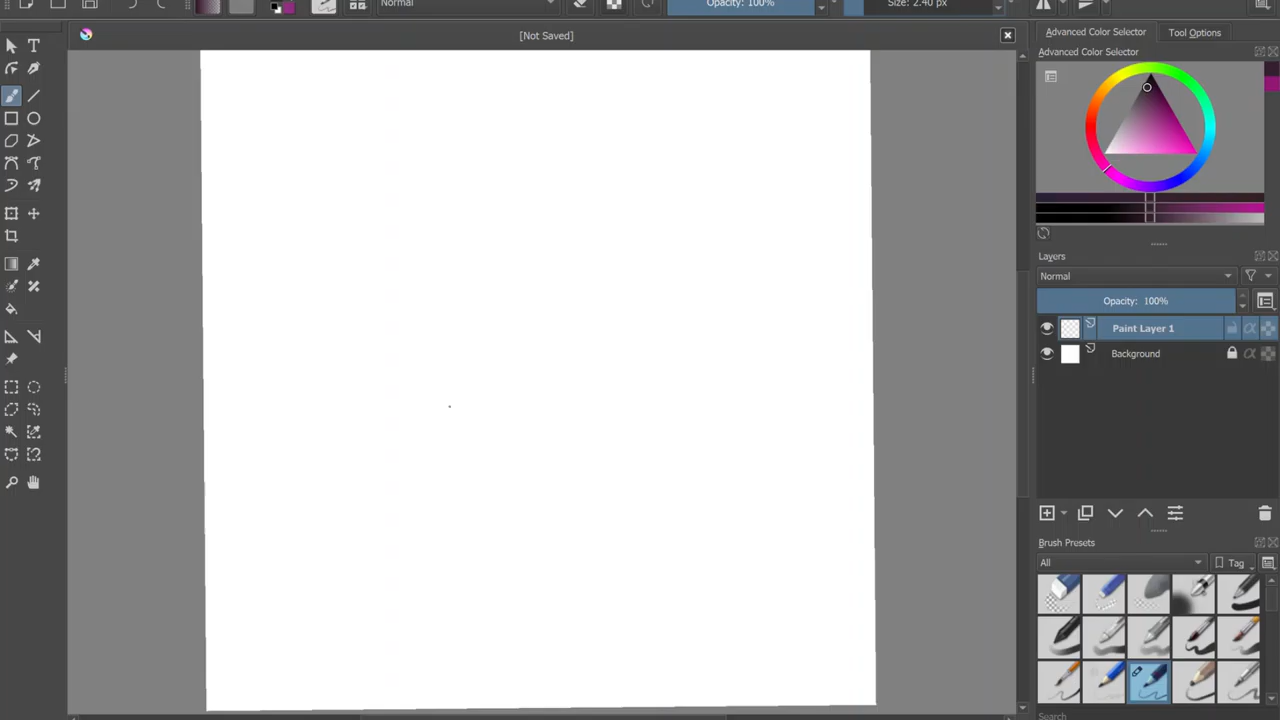 Normal
Opacity: 100%
Size: 2.40 px
[Not Saved]
Advanced Color Selector
Tool Options
Advanced Color Selector
Layers
Normal
Opacity: 100%
Paint Layer 1
Background
Brush Presets
All
Tag
Search